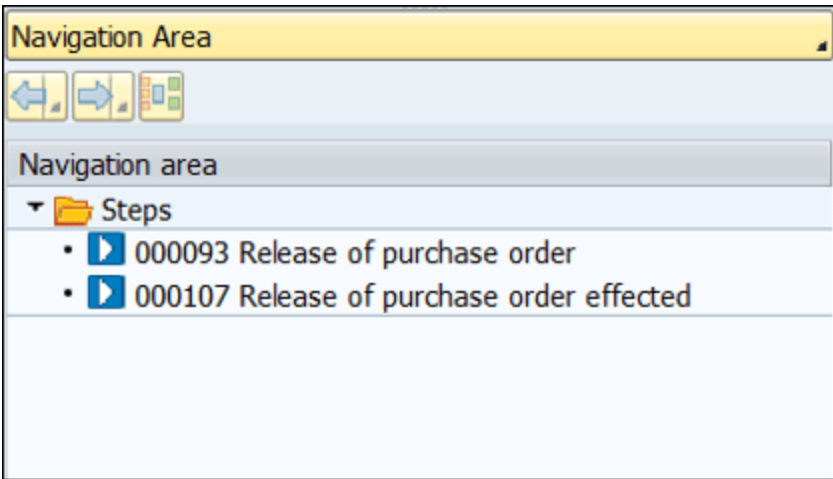 Navigation Area
Navigation area
Steps
000093 Release of purchase order
000107 Release of purchase order effected